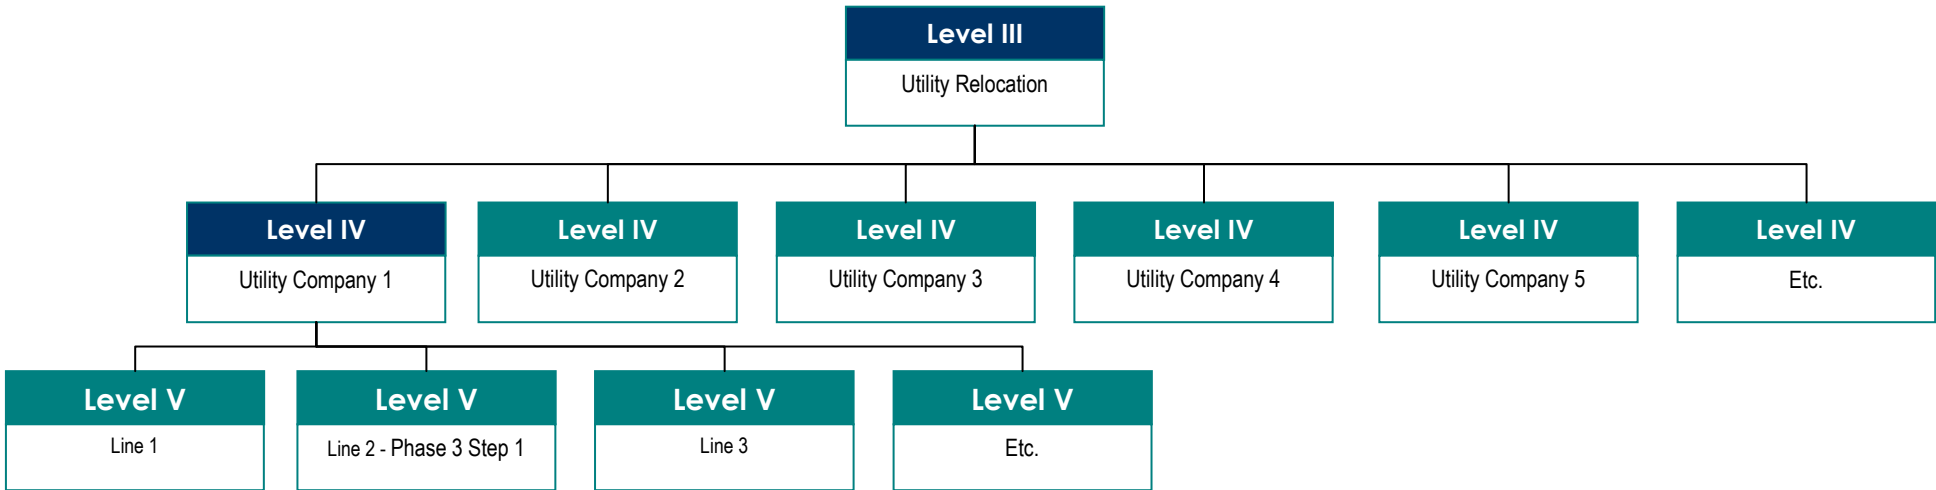 Level III
Utility Relocation
Level IV
Utility Company 1
Level IV
Utility Company 2
Level IV
Utility Company 3
Level IV
Utility Company 4
Level IV
Utility Company 5
Level IV
Etc.
Level V
Line 1
Level V
Line 2 - Phase 3 Step 1
Level V
Line 3
Level V
Etc.